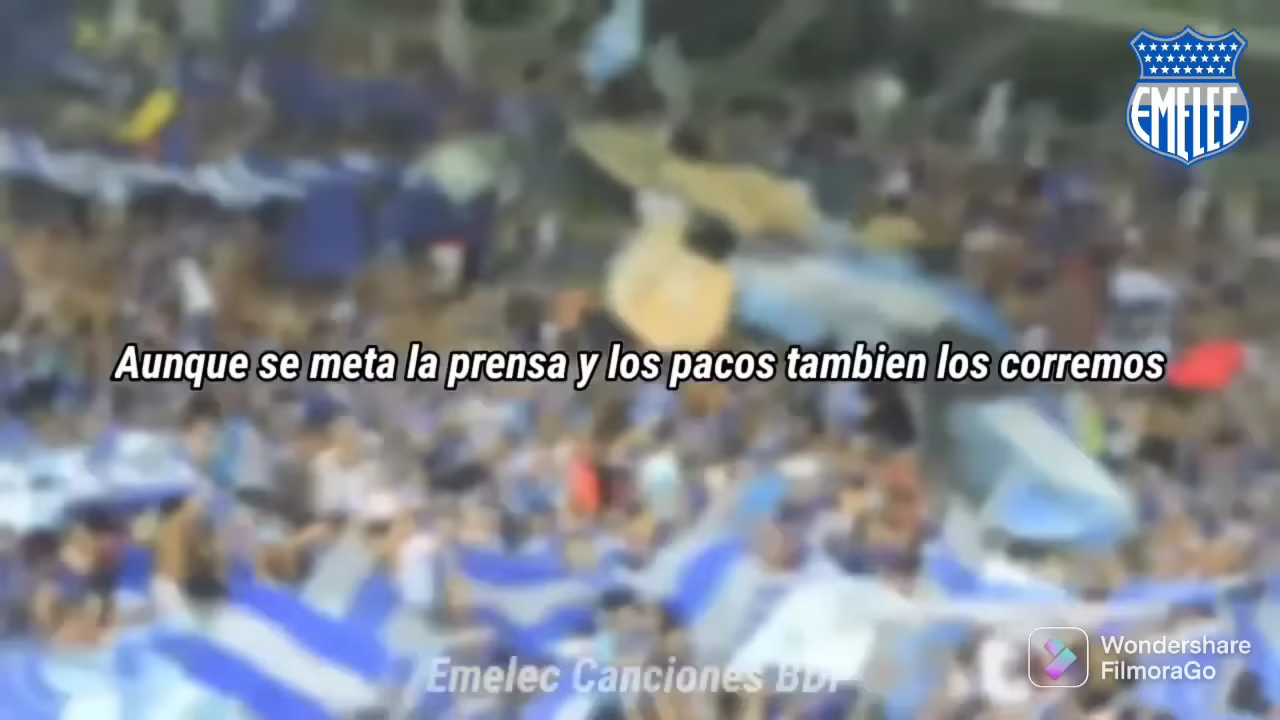 EMELEC
Aunque se meta la prensa y los pacos tambien los corremos
Emelec Canciones BDP
Wondershare
FilmoraGo